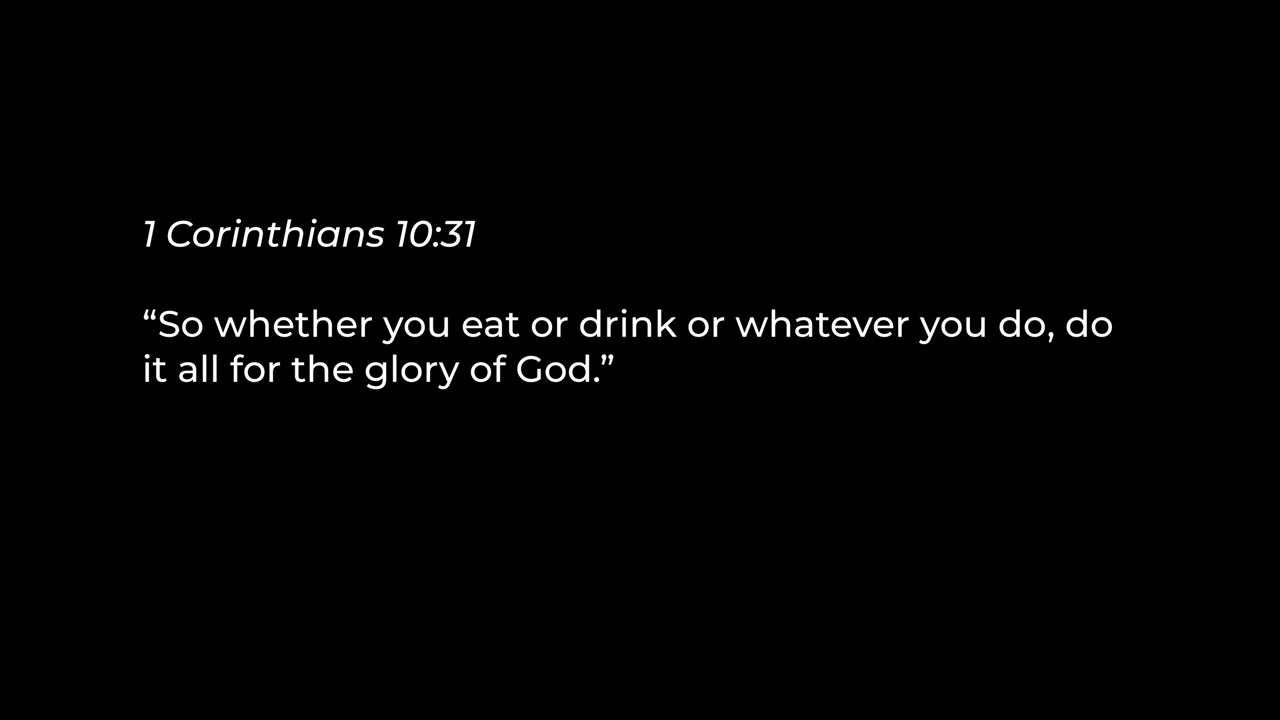 1 Corinthians 10:31
“So whether you eat or drink or whatever you do, do
it all for the glory of God.”